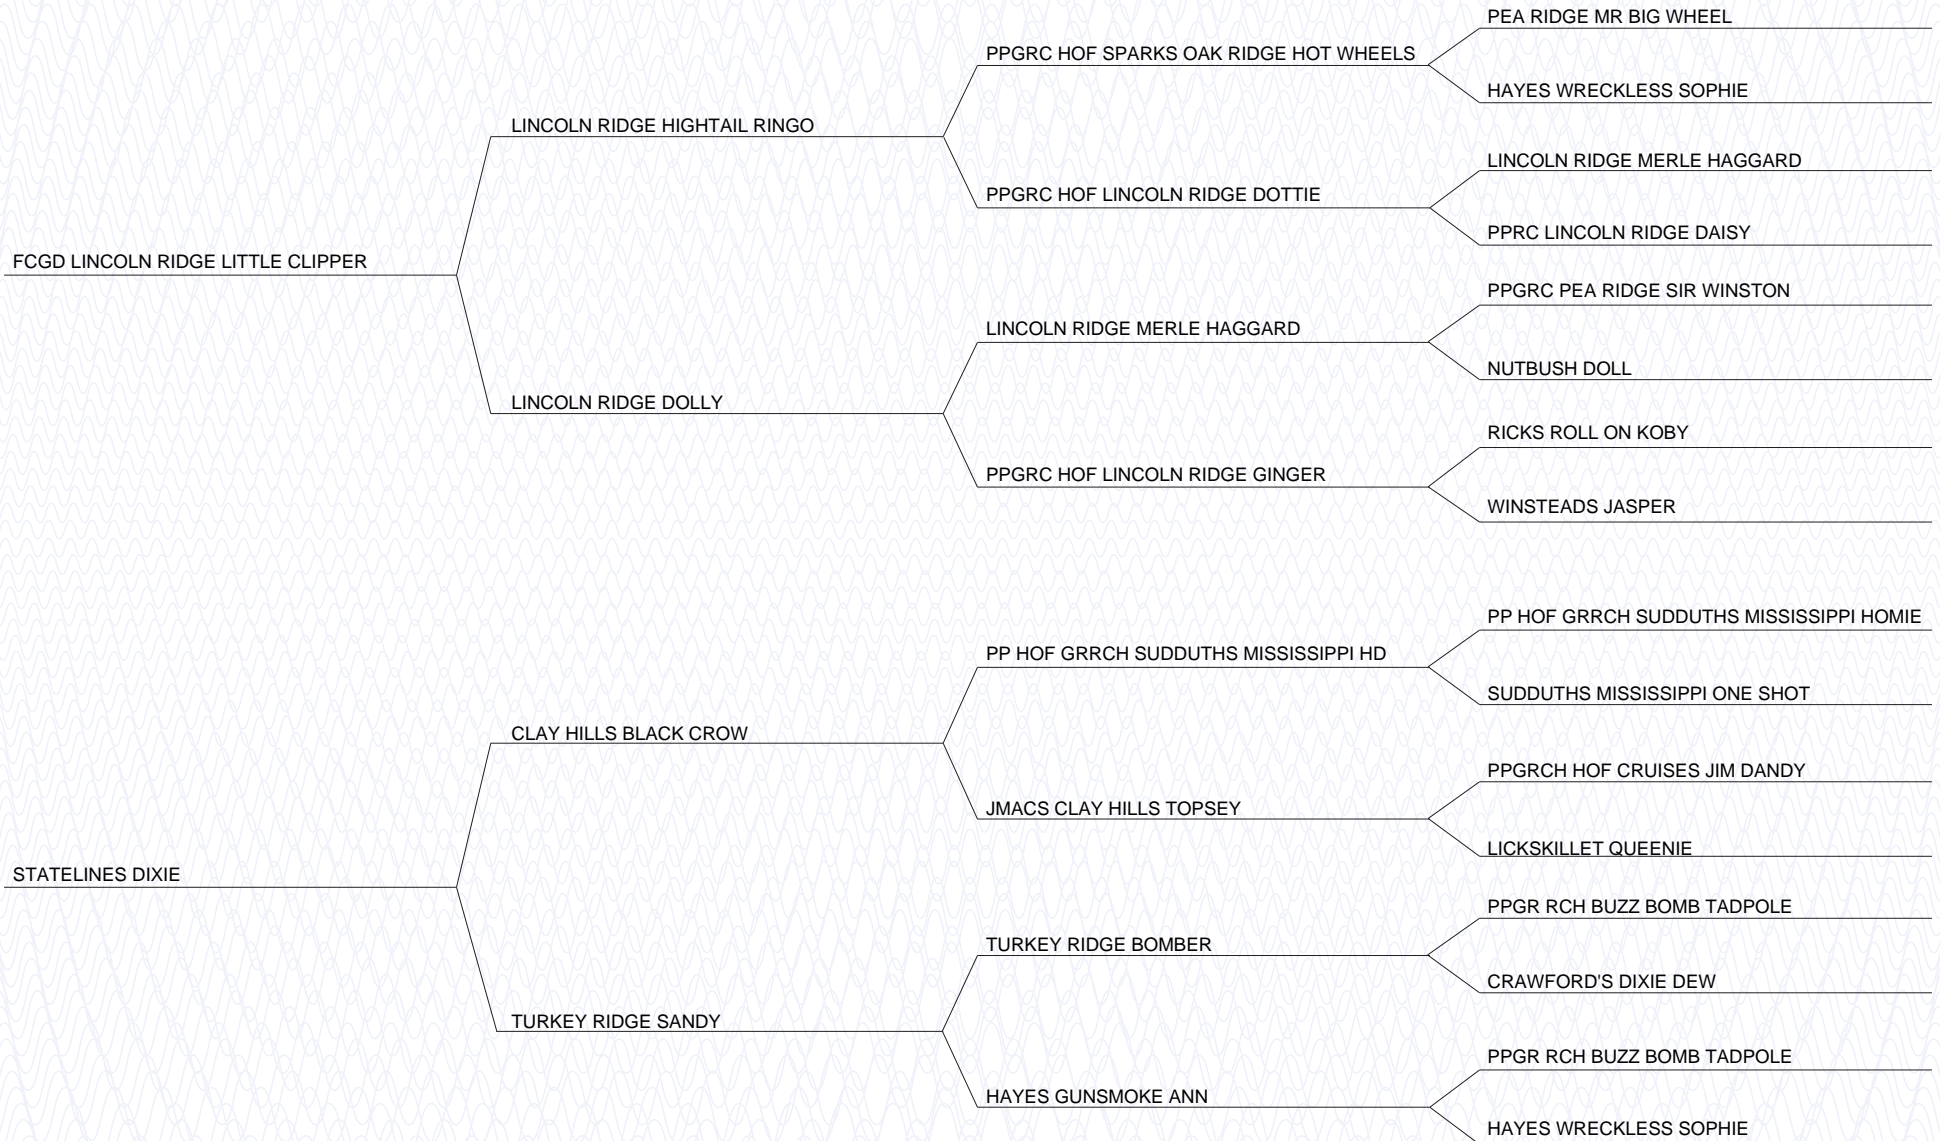 PEA RIDGE MR BIG WHEEL
PPGRC HOF SPARKS OAK RIDGE HOT WHEELS
HAYES WRECKLESS SOPHIE
LINCOLN RIDGE HIGHTAIL RINGO
LINCOLN RIDGE MERLE HAGGARD
PPGRC HOF LINCOLN RIDGE DOTTIE
PPRC LINCOLN RIDGE DAISY
FCGD LINCOLN RIDGE LITTLE CLIPPER
PPGRC PEA RIDGE SIR WINSTON
LINCOLN RIDGE MERLE HAGGARD
NUTBUSH DOLL
LINCOLN RIDGE DOLLY
RICKS ROLL ON KOBY
PPGRC HOF LINCOLN RIDGE GINGER
WINSTEADS JASPER
PP HOF GRRCH SUDDUTHS MISSISSIPPI HOMIE
PP HOF GRRCH SUDDUTHS MISSISSIPPI HD
SUDDUTHS MISSISSIPPI ONE SHOT
CLAY HILLS BLACK CROW
PPGRCH HOF CRUISES JIM DANDY
JMACS CLAY HILLS TOPSEY
LICKSKILLET QUEENIE
STATELINES DIXIE
PPGR RCH BUZZ BOMB TADPOLE
TURKEY RIDGE BOMBER
CRAWFORD'S DIXIE DEW
TURKEY RIDGE SANDY
PPGR RCH BUZZ BOMB TADPOLE
HAYES GUNSMOKE ANN
HAYES WRECKLESS SOPHIE